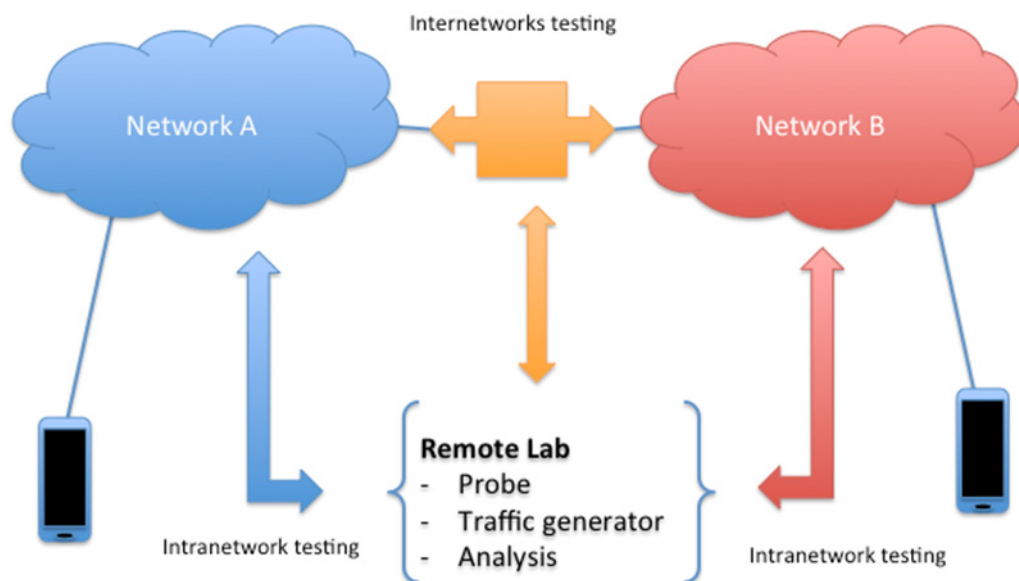 Internetworks testing
Network A
Network B
Remote Lab
- Probe
- Traffic generator
- Analysis
Intranetwork testing
Intranetwork testing